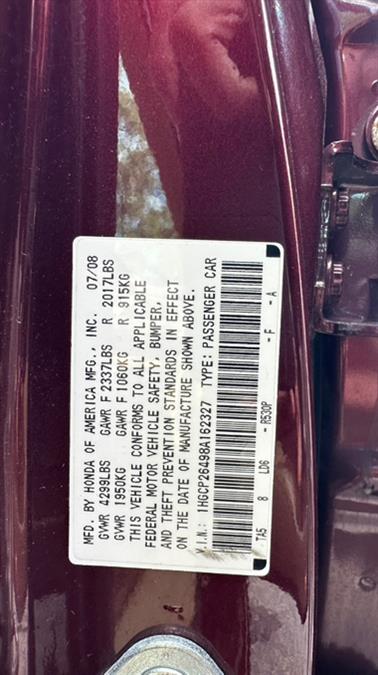 MFD. BY HONDA OF AMERICA MFG., INC. 07/08
GVWR 4299LBS GAWR F 2337LBS R 2017LBS
GVWR 1950KG GAWR F 1060KG R 915KG
THIS VEHICLE CONFORMS TO ALL APPLICABLE
FEDERAL MOTOR VEHICLE SAFETY, BUMPER,
AND THEFT PREVENTION STANDARDS IN EFFECT
ON THE DATE OF MANUFACTURE SHOWN ABOVE.
V.I.N.: 1HGCP26498A162327 TYPE: PASSENGER CAR
TA5 8 LD6 -R530P -F -A